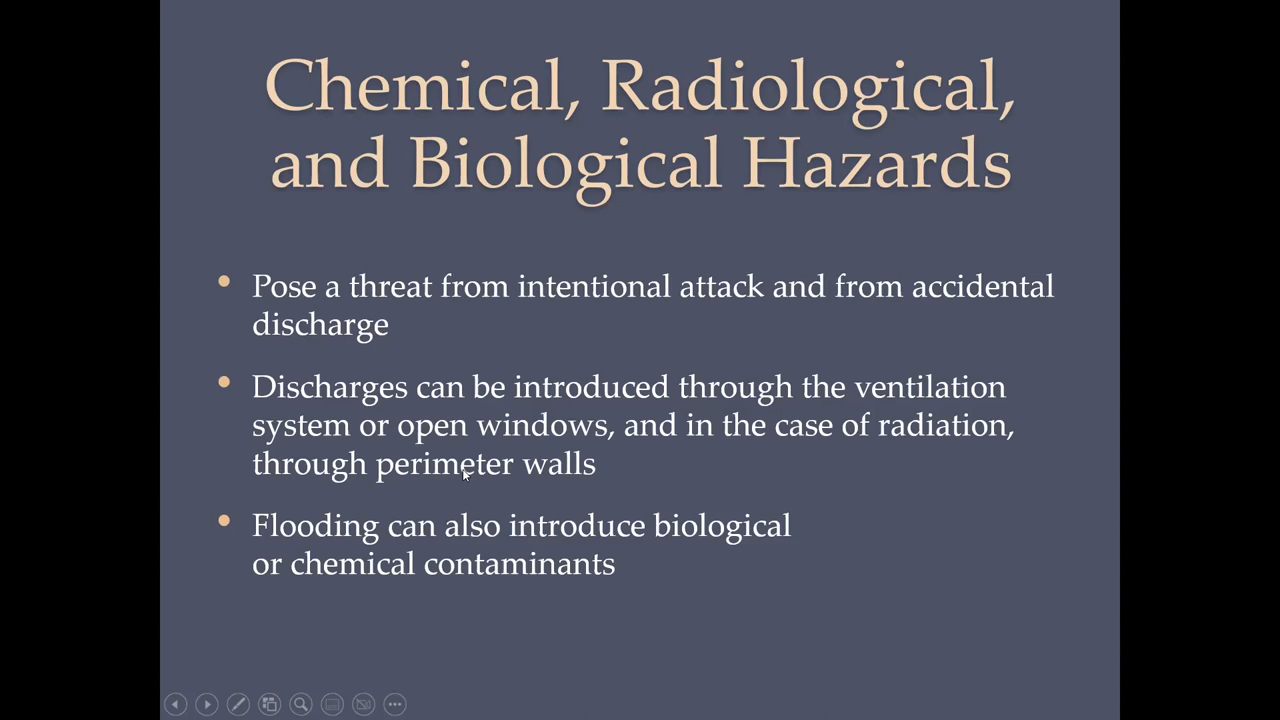 Chemical, Radiological,
and Biological Hazards
• Pose a threat from intentional attack and from accidental
discharge
• Discharges can be introduced through the ventilation
system or open windows, and in the case of radiation,
through perimeter walls
• Flooding can also introduce biological
or chemical contaminants